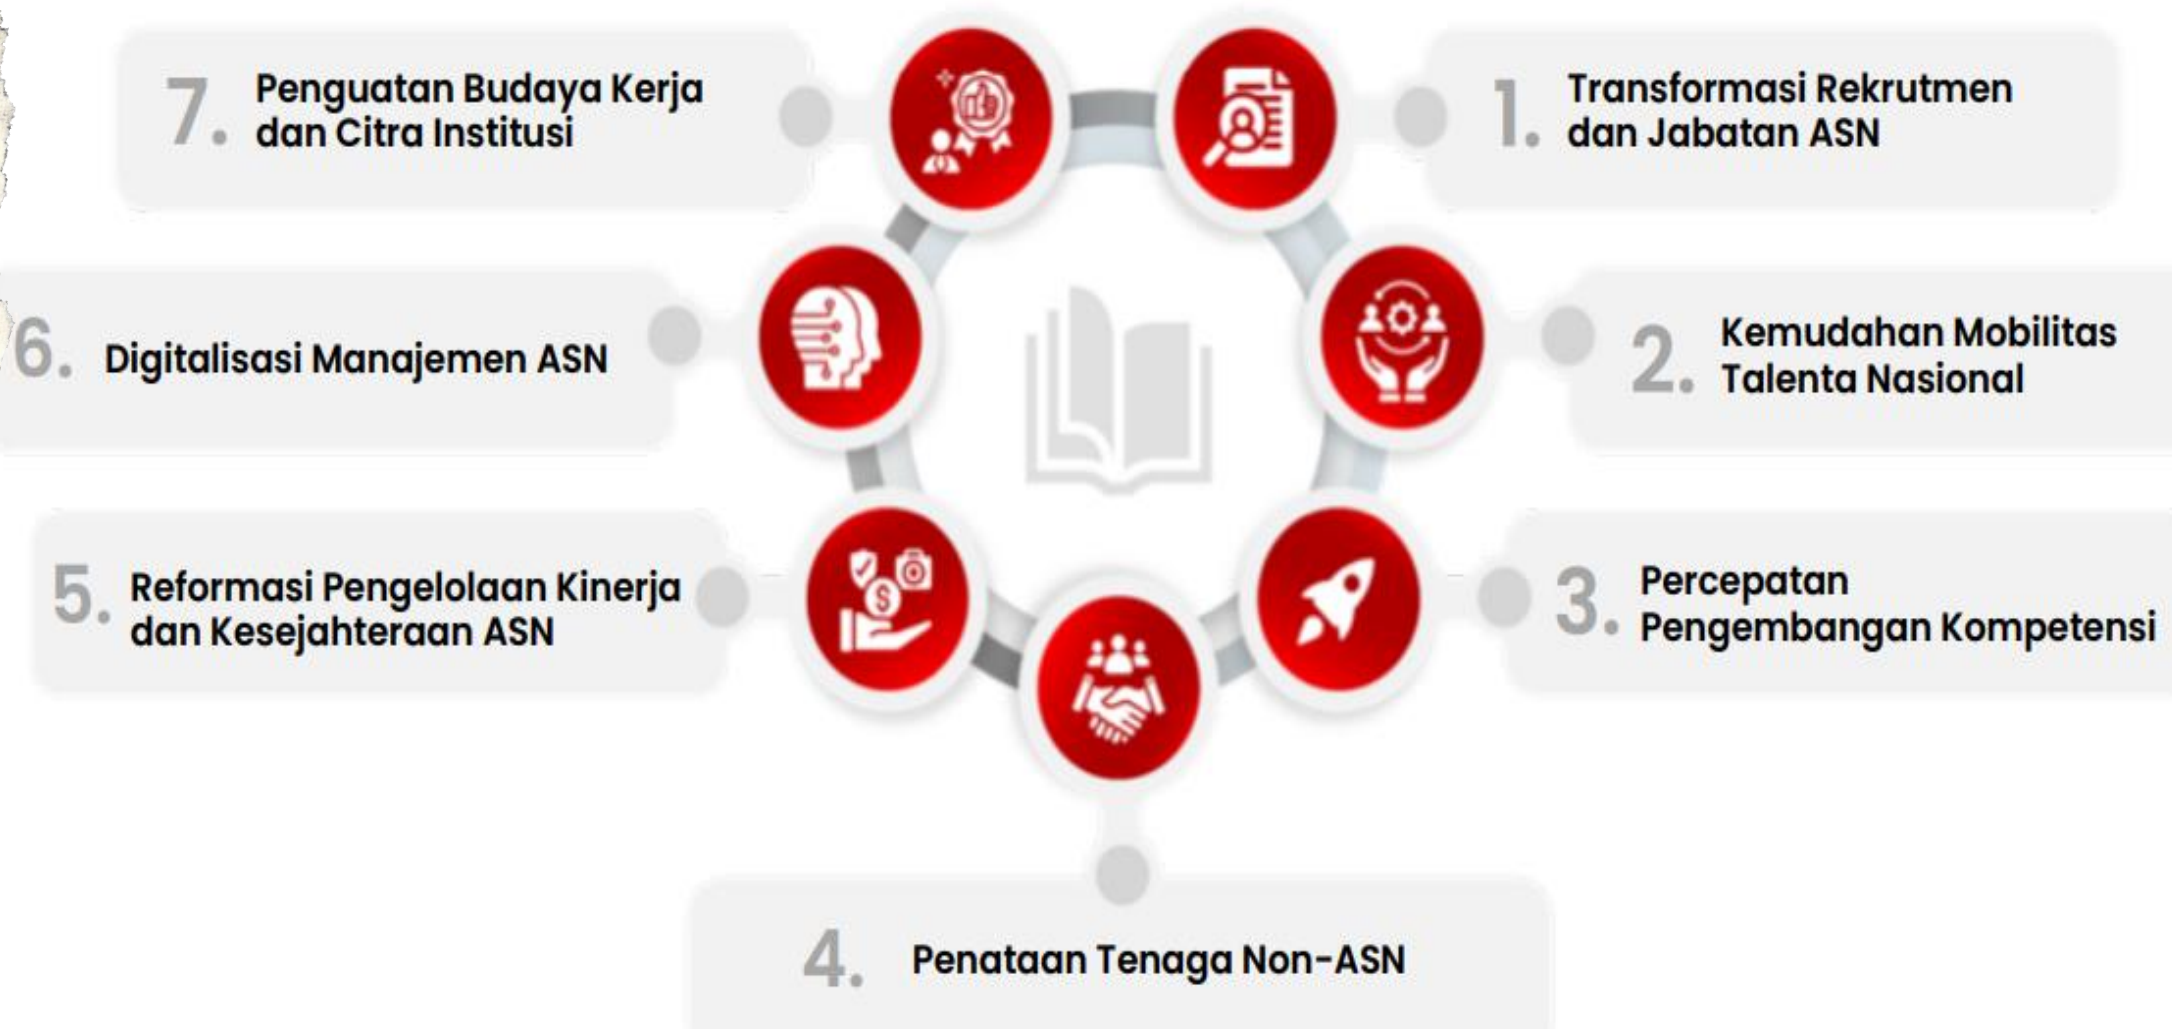 1. Transformasi Rekrutmen
dan Jabatan ASN
2. Kemudahan Mobilitas
Talenta Nasional
3. Percepatan
Pengembangan Kompetensi
4. Penataan Tenaga Non-ASN
5. Reformasi Pengelolaan Kinerja
dan Kesejahteraan ASN
6. Digitalisasi Manajemen ASN
7. Penguatan Budaya Kerja
dan Citra Institusi